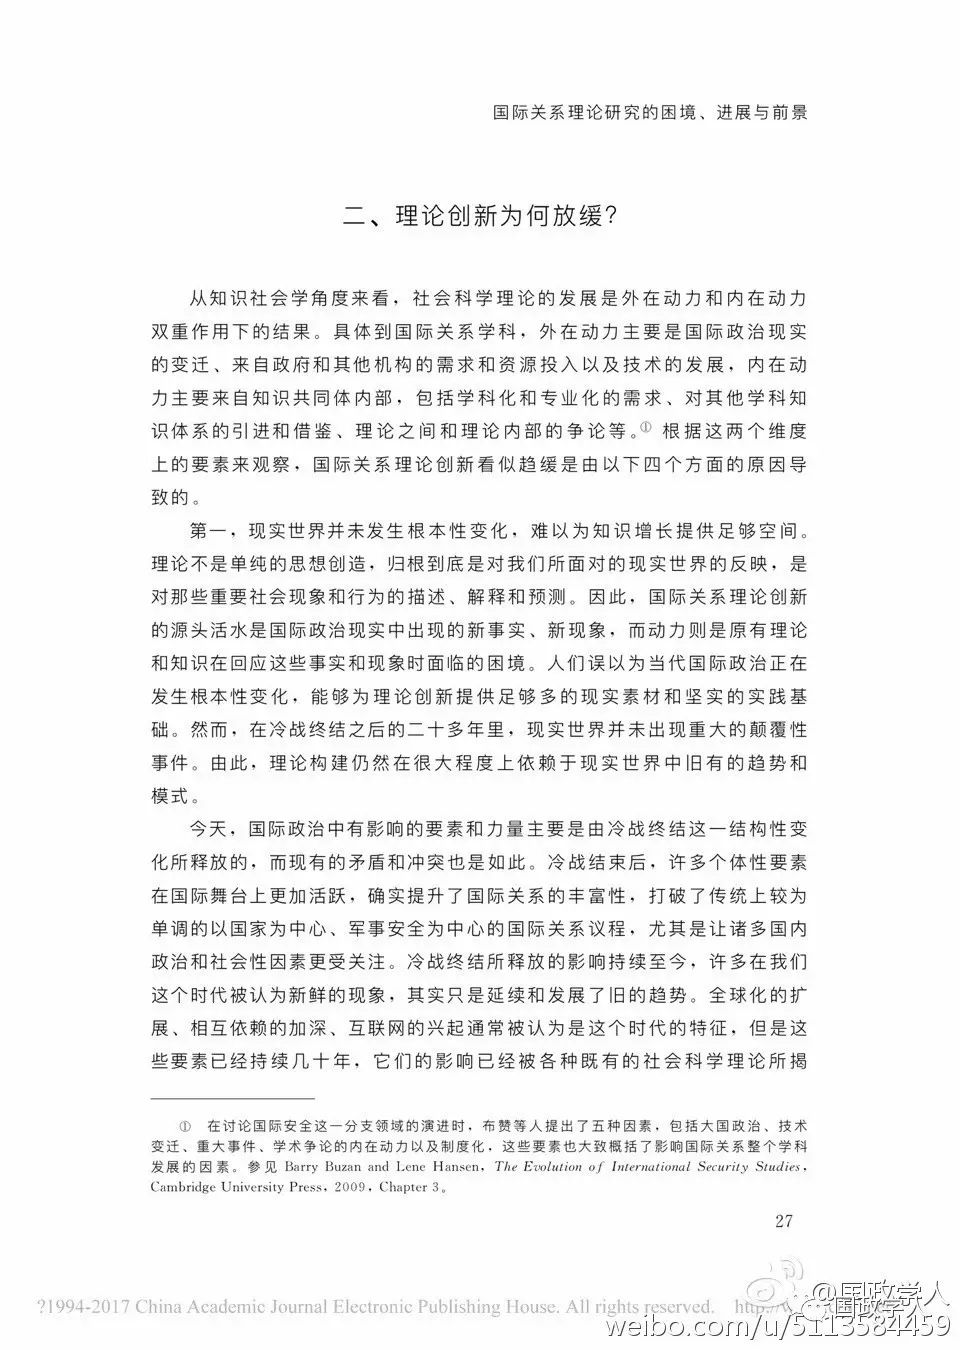 国际关系理论研究的困境、进展与前景
二、理论创新为何放缓？
从知识社会学角度来看，社会科学理论的发展是外在动力和内在动力
双重作用下的结果。具体到国际关系学科，外在动力主要是国际政治现实
的变迁、来自政府和其他机构的需求和资源投入以及技术的发展，内在动
力主要来自知识共同体内部，包括学科化和专业化的需求、对其他学科知
识体系的引进和借鉴、理论之间和理论内部的争论等。① 根据这两个维度
上的要素来观察，国际关系理论创新看似趋缓是由以下四个方面的原因导
致的。
第一，现实世界并未发生根本性变化，难以为知识增长提供足够空间。
理论不是单纯的思想创造，归根到底是对我们所面对的现实世界的反映，是
对那些重要社会现象和行为的描述、解释和预测。因此，国际关系理论创新
的源头活水是国际政治现实中出现的新事实、新现象，而动力则是原有理论
和知识在回应这些事实和现象时面临的困境。人们误以为当代国际政治正在
发生根本性变化，能够为理论创新提供足够多的现实素材和坚实的实践基
础。然而，在冷战终结之后的二十多年里，现实世界并未出现重大的颠覆性
事件。由此，理论构建仍然在很大程度上依赖于现实世界中旧有的趋势和
模式。
今天，国际政治中有影响的要素和力量主要是由冷战终结这一结构性变
化所释放的，而现有的矛盾和冲突也是如此。冷战结束后，许多个体性要素
在国际舞台上更加活跃，确实提升了国际关系的丰富性，打破了传统上较为
单调的以国家为中心、军事安全为中心的国际关系议程，尤其是让诸多国内
政治和社会性因素更受关注。冷战终结所释放的影响持续至今，许多在我们
这个时代被认为新鲜的现象，其实只是延续和发展了旧的趋势。全球化的扩
展、相互依赖的加深、互联网的兴起通常被认为是这个时代的特征，但是这
些要素已经持续几十年，它们的影响已经被各种既有的社会科学理论所揭
① 在讨论国际安全这一分支领域的演进时，布赞等人提出了五种因素，包括大国政治、技术
变迁、重大事件、学术争论的内在动力以及制度化，这些要素也大致概括了影响国际关系整个学科
发展的因素。参见 Barry Buzan and Lene Hansen，The Evolution of International Security Studies，
Cambridge University Press，2009，Chapter 3。
27
?1994-2017 China Academic Journal Electronic Publishing House. All rights reserved.
@国政学人
国政学人
weibo.com/u/5113584459